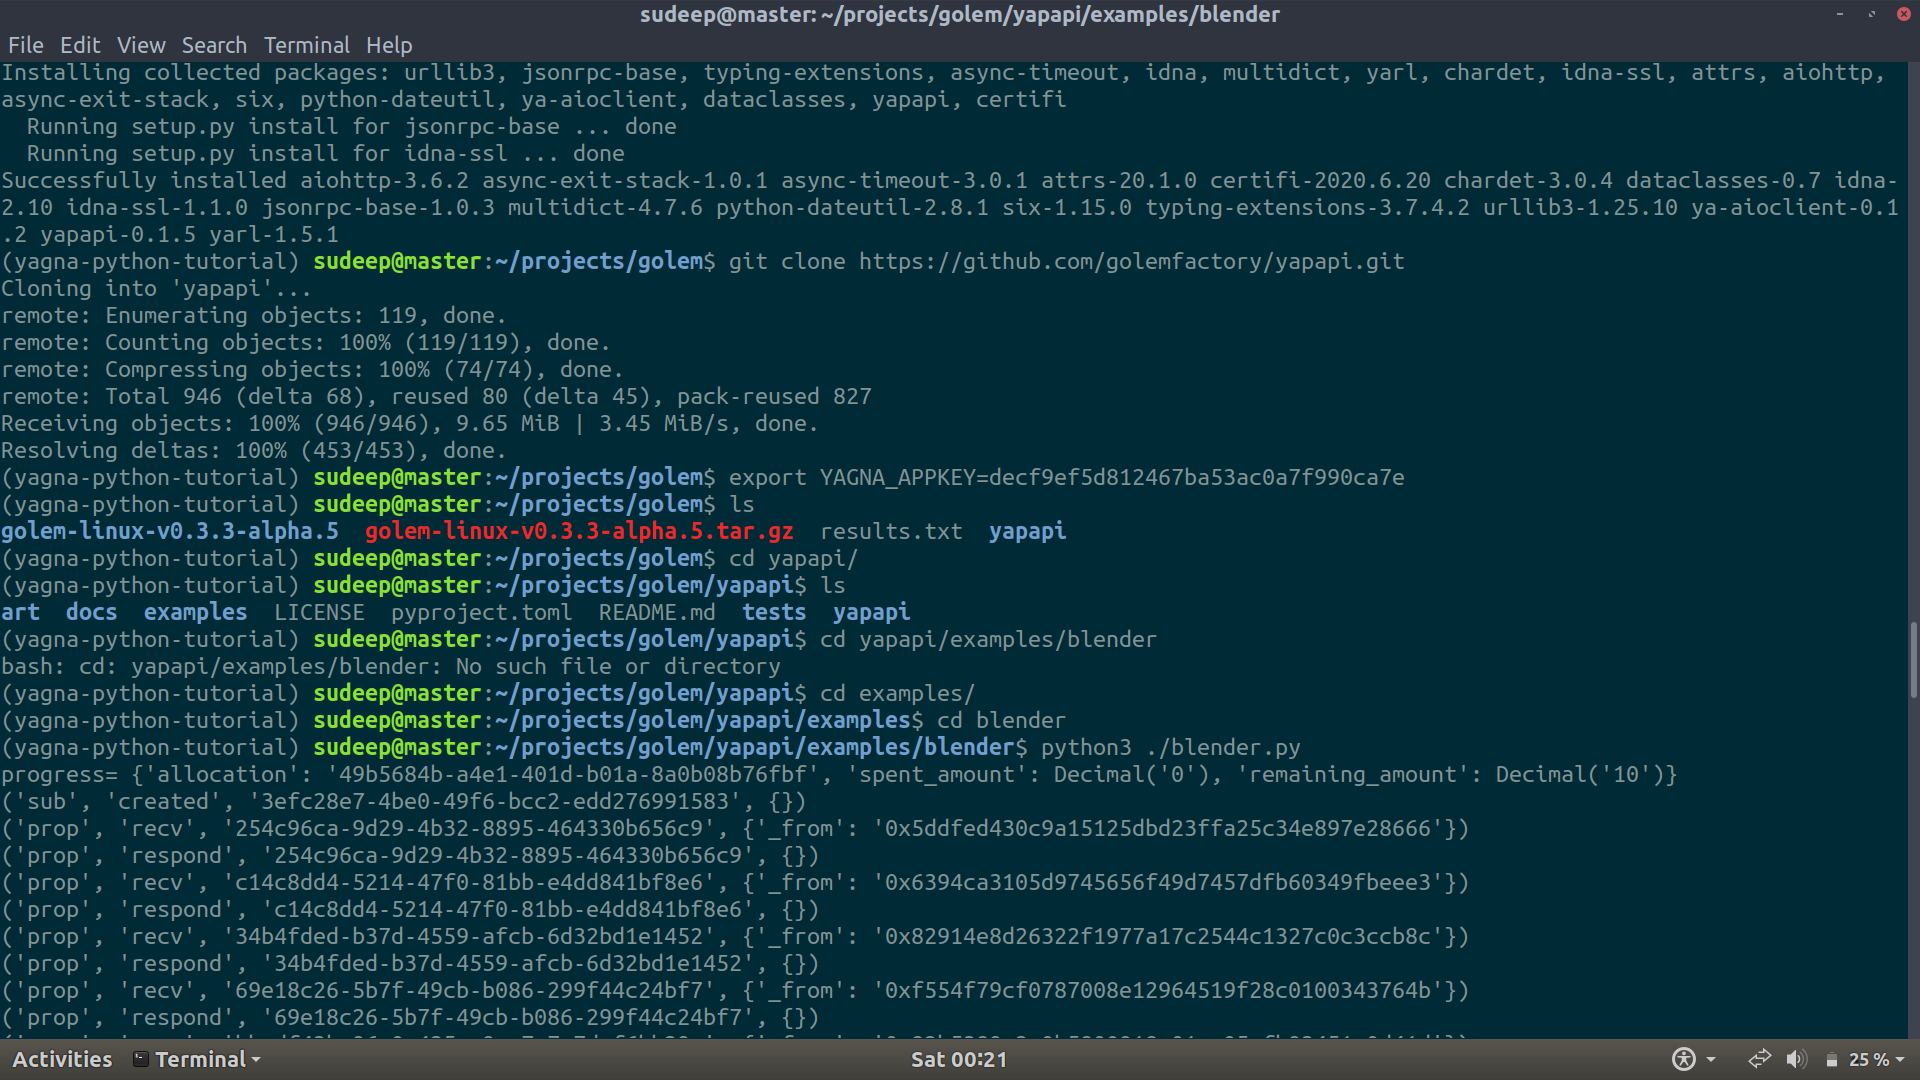 sudeep@master: ~/projects/golem/yapapi/examples/blender
File Edit View Search Terminal Help
Installing collected packages: urllib3, jsonrpc-base, typing-extensions, async-timeout, idna, multidict, yarl, chardet, idna-ssl, attrs, aiohttp,
async-exit-stack, six, python-dateutil, ya-aioclient, dataclasses, yapapi, certifi
  Running setup.py install for jsonrpc-base ... done
  Running setup.py install for idna-ssl ... done
Successfully installed aiohttp-3.6.2 async-exit-stack-1.0.1 async-timeout-3.0.1 attrs-20.1.0 certifi-2020.6.20 chardet-3.0.4 dataclasses-0.7 idna-
2.10 idna-ssl-1.1.0 jsonrpc-base-1.0.3 multidict-4.7.6 python-dateutil-2.8.1 six-1.15.0 typing-extensions-3.7.4.2 urllib3-1.25.10 ya-aioclient-0.1
.2 yapapi-0.1.5 yarl-1.5.1
(yagna-python-tutorial) sudeep@master:~/projects/golem$ git clone https://github.com/golemfactory/yapapi.git
Cloning into 'yapapi'...
remote: Enumerating objects: 119, done.
remote: Counting objects: 100% (119/119), done.
remote: Compressing objects: 100% (74/74), done.
remote: Total 946 (delta 68), reused 80 (delta 45), pack-reused 827
Receiving objects: 100% (946/946), 9.65 MiB | 3.45 MiB/s, done.
Resolving deltas: 100% (453/453), done.
(yagna-python-tutorial) sudeep@master:~/projects/golem$ export YAGNA_APPKEY=decf9ef5d812467ba53ac0a7f990ca7e
(yagna-python-tutorial) sudeep@master:~/projects/golem$ ls
golem-linux-v0.3.3-alpha.5  golem-linux-v0.3.3-alpha.5.tar.gz  results.txt  yapapi
(yagna-python-tutorial) sudeep@master:~/projects/golem$ cd yapapi/
(yagna-python-tutorial) sudeep@master:~/projects/golem/yapapi$ ls
art  docs  examples  LICENSE  pyproject.toml  README.md  tests  yapapi
(yagna-python-tutorial) sudeep@master:~/projects/golem/yapapi$ cd yapapi/examples/blender
bash: cd: yapapi/examples/blender: No such file or directory
(yagna-python-tutorial) sudeep@master:~/projects/golem/yapapi$ cd examples/
(yagna-python-tutorial) sudeep@master:~/projects/golem/yapapi/examples$ cd blender
(yagna-python-tutorial) sudeep@master:~/projects/golem/yapapi/examples/blender$ python3 ./blender.py
progress= {'allocation': '49b5684b-a4e1-401d-b01a-8a0b08b76fbf', 'spent_amount': Decimal('0'), 'remaining_amount': Decimal('10')}
('sub', 'created', '3efc28e7-4be0-49f6-bcc2-edd276991583', {})
('prop', 'recv', '254c96ca-9d29-4b32-8895-464330b656c9', {'_from': '0x5ddfed430c9a15125dbd23ffa25c34e897e28666'})
('prop', 'respond', '254c96ca-9d29-4b32-8895-464330b656c9', {})
('prop', 'recv', 'c14c8dd4-5214-47f0-81bb-e4dd841bf8e6', {'_from': '0x6394ca3105d9745656f49d7457dfb60349fbeee3'})
('prop', 'respond', 'c14c8dd4-5214-47f0-81bb-e4dd841bf8e6', {})
('prop', 'recv', '34b4fded-b37d-4559-afcb-6d32bd1e1452', {'_from': '0x82914e8d26322f1977a17c2544c1327c0c3ccb8c'})
('prop', 'respond', '34b4fded-b37d-4559-afcb-6d32bd1e1452', {})
('prop', 'recv', '69e18c26-5b7f-49cb-b086-299f44c24bf7', {'_from': '0xf554f79cf0787008e12964519f28c0100343764b'})
('prop', 'respond', '69e18c26-5b7f-49cb-b086-299f44c24bf7', {})
Activities Terminal Sat 00:21 25 %